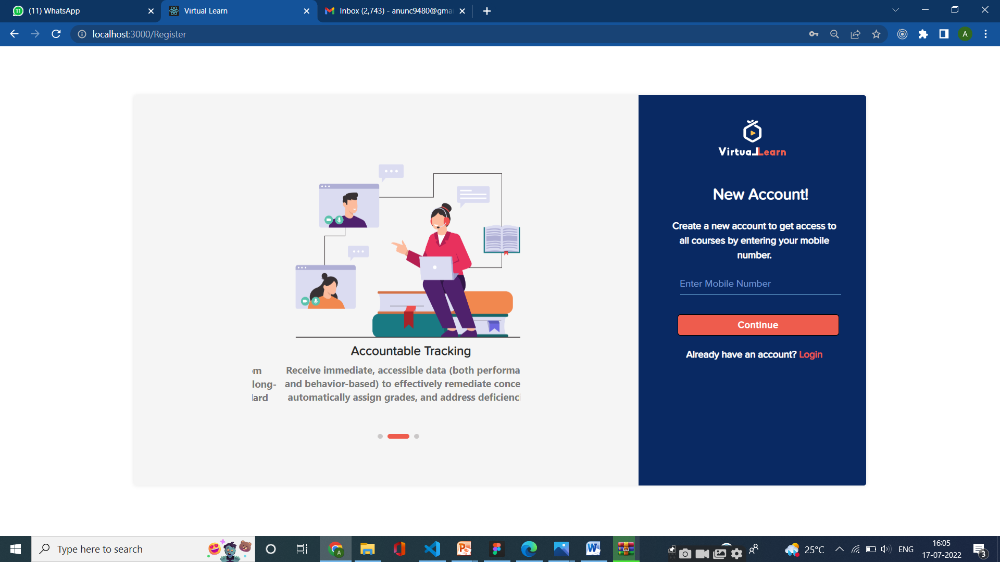 (11) WhatsApp
Virtual Learn
Inbox (2,743) - anunc9480@gma
localhost:3000/Register
A
VirtualLearn
New Account!
Create a new account to get access to
all courses by entering your mobile
number.
Enter Mobile Number
Continue
Already have an account? Login
Accountable Tracking
om
long-
lard
Receive immediate, accessible data (both performa
and behavior-based) to effectively remediate conce
automatically assign grades, and address deficienci
Type here to search
25°C
ENG
16:05
17-07-2022
3